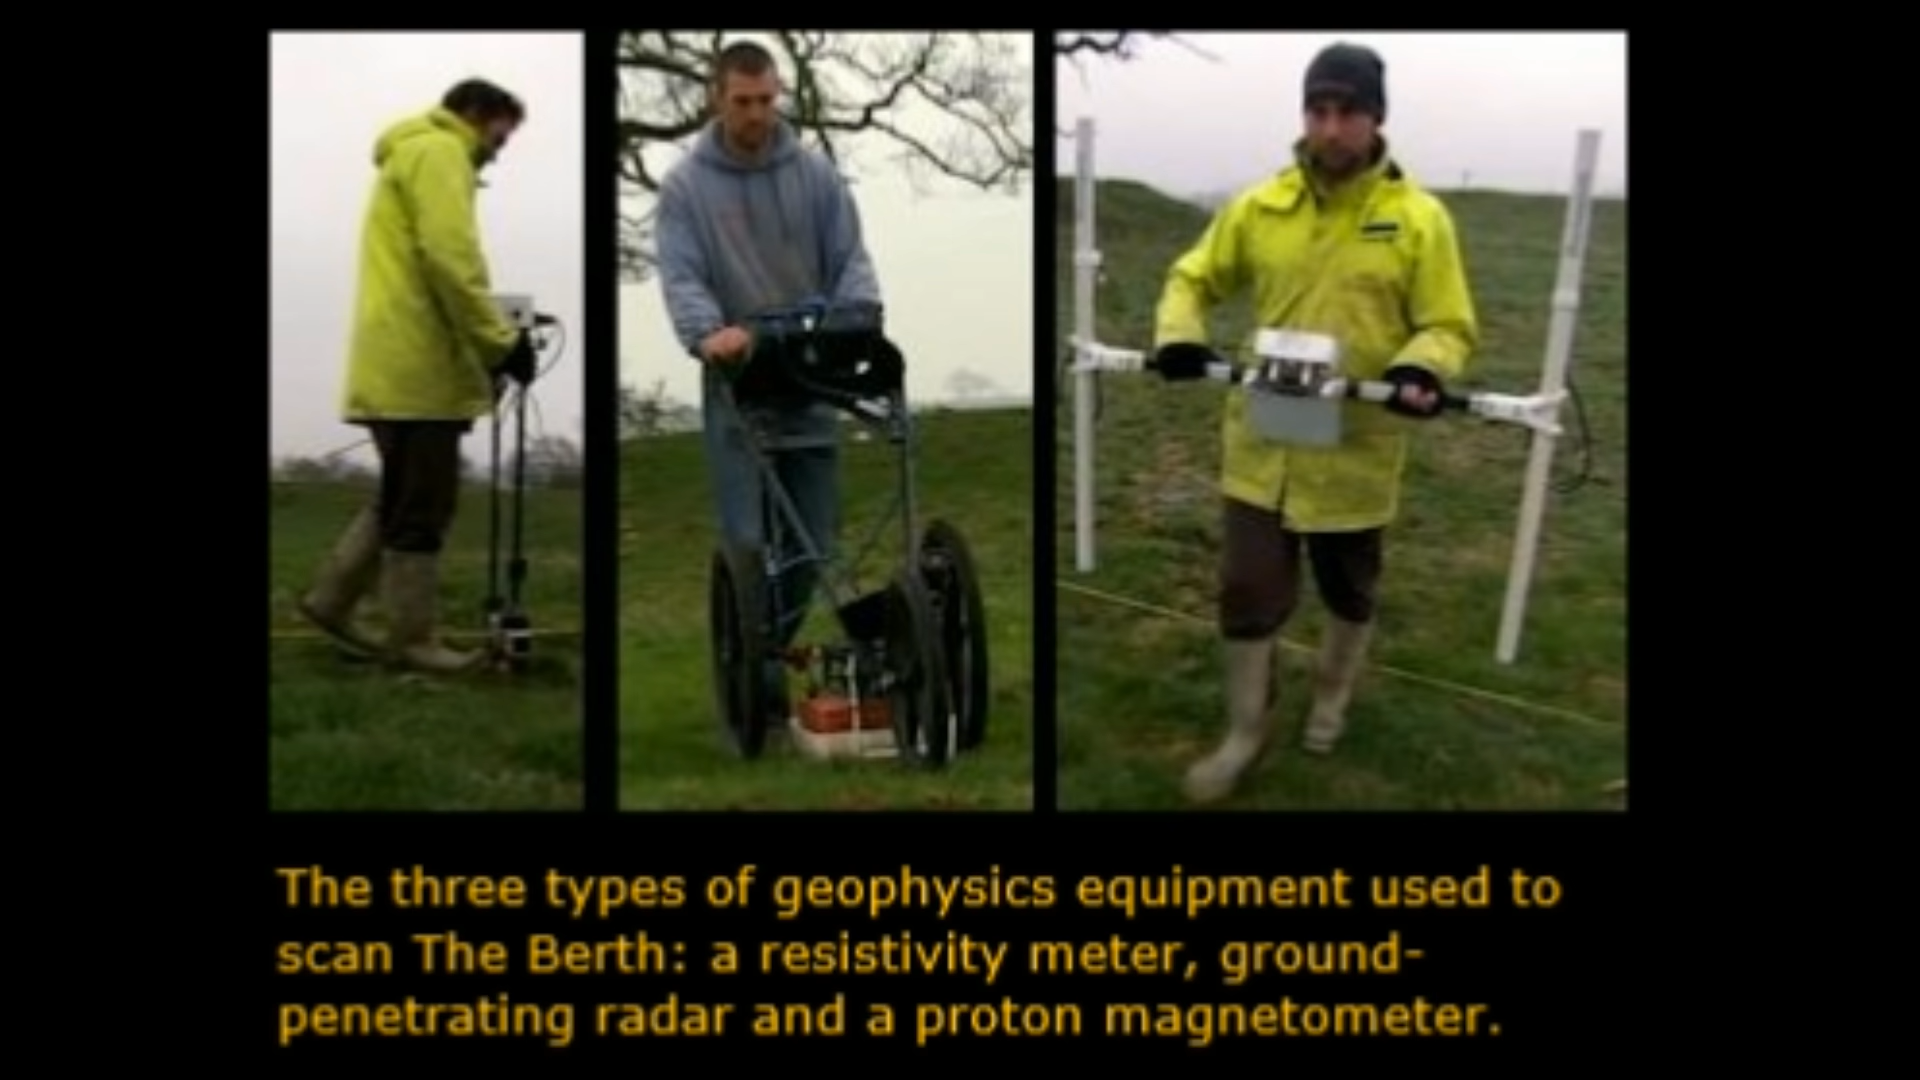 The three types of geophysics equipment used to
scan The Berth: a resistivity meter, ground-
penetrating radar and a proton magnetometer.